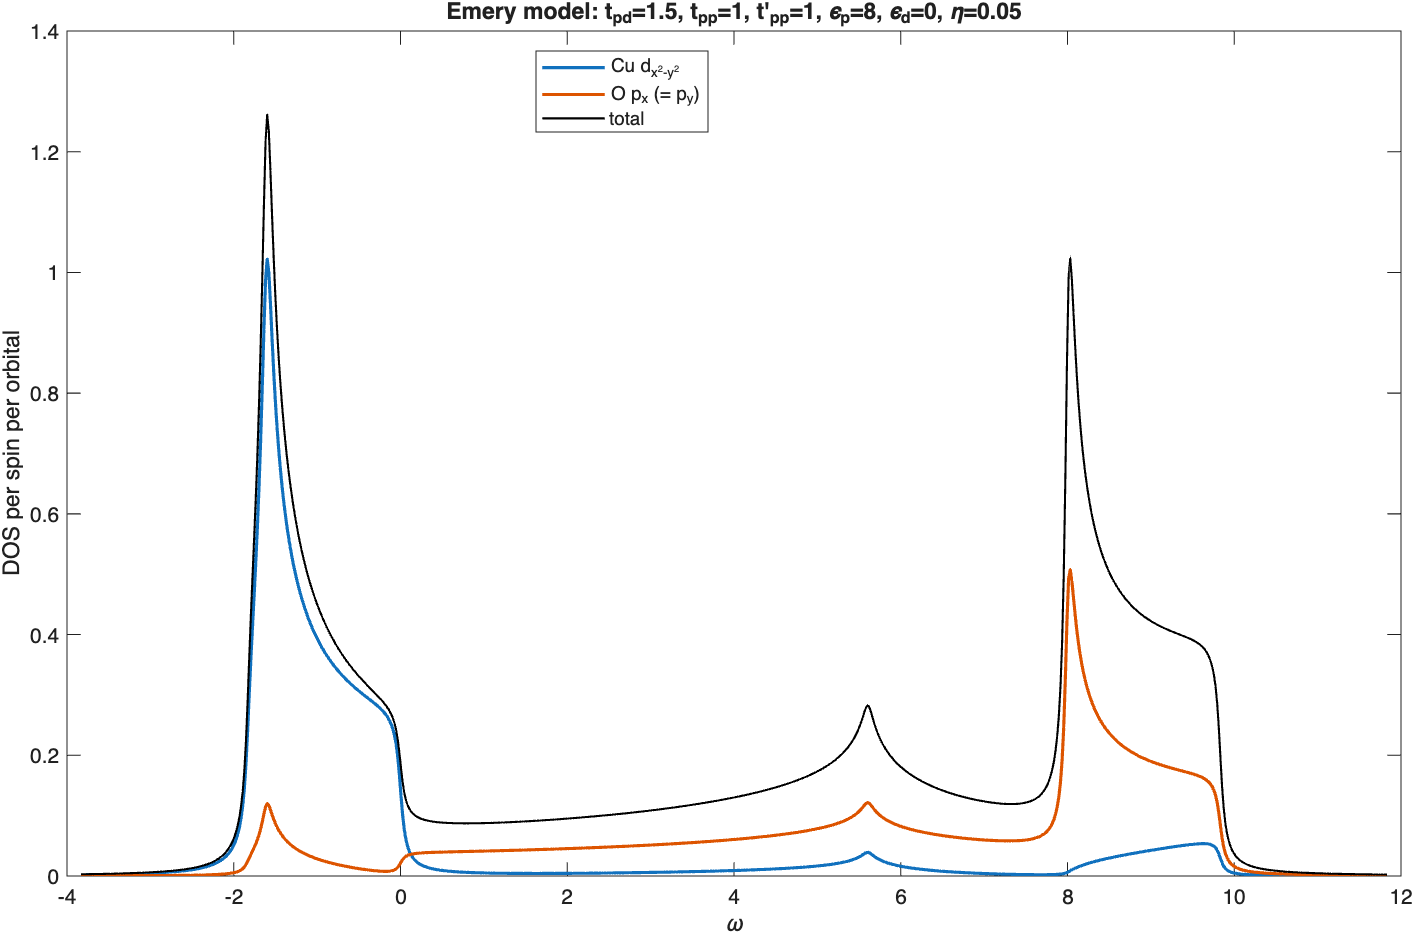 Emery model: t_pd=1.5, t_pp=1, t'_pp=1, ϵ_p=8, ϵ_d=0, η=0.05
1.4
Cu d_x²-y²
O p_x (= p_y)
total
1.2
1
0.8
0.6
0.4
0.2
0
DOS per spin per orbital
-4 -2 0 2 4 6 8 10 12
ω